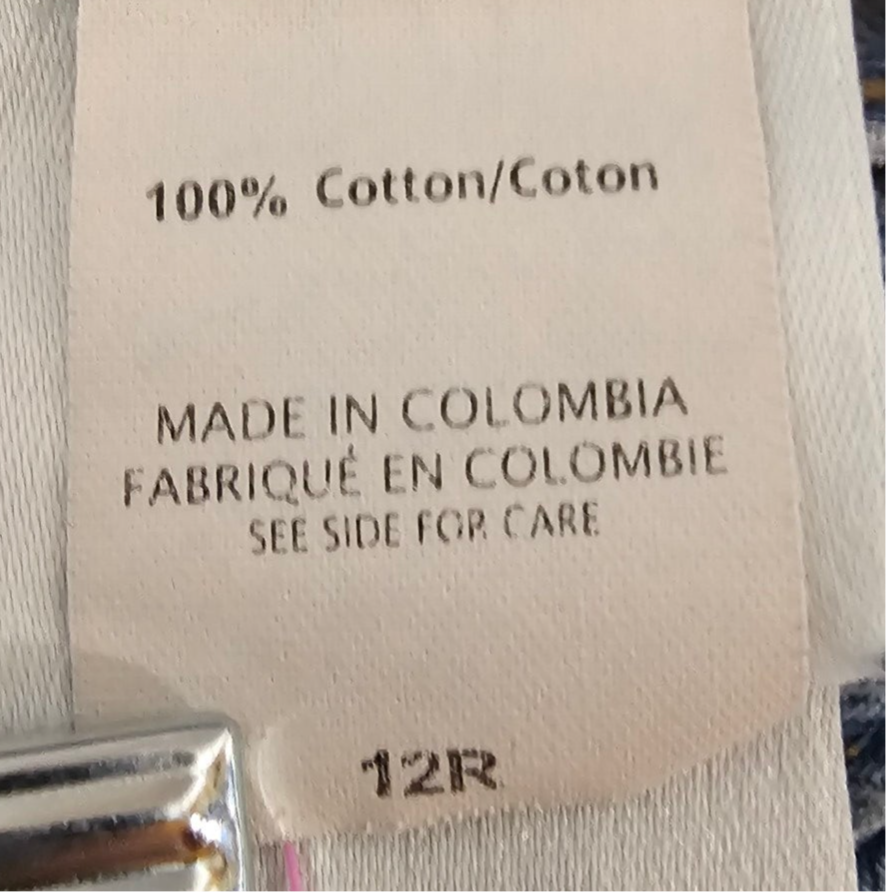 100% Cotton/Coton
MADE IN COLOMBIA
FABRIQUÉ EN COLOMBIE
SEE SIDE FOR CARE
12R